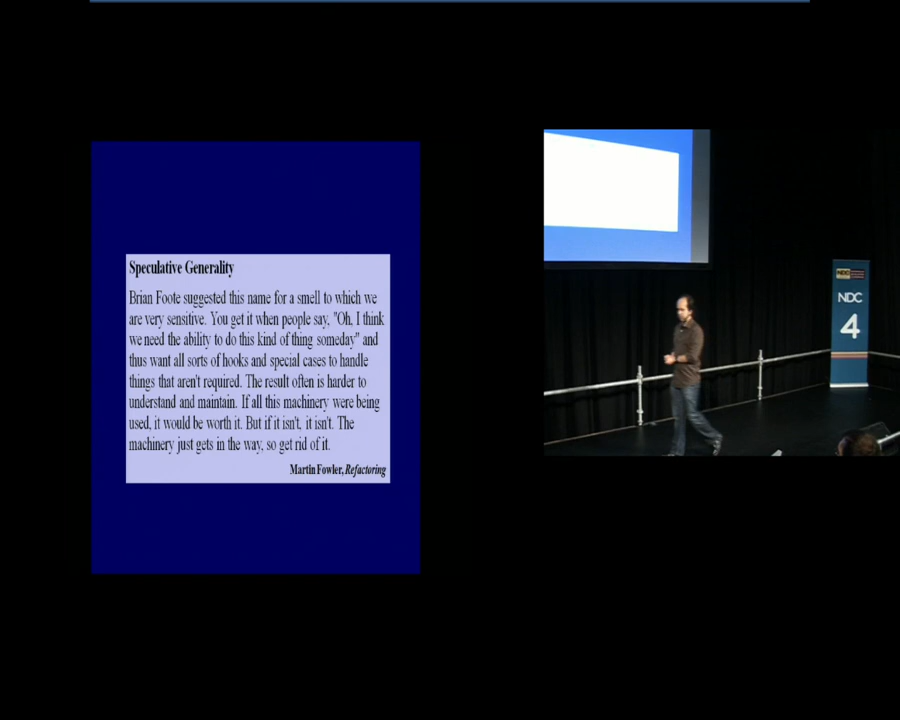 Speculative Generality
Brian Foote suggested this name for a smell to which we
are very sensitive. You get it when people say, "Oh, I think
we need the ability to do this kind of thing someday" and
thus want all sorts of hooks and special cases to handle
things that aren't required. The result often is harder to
understand and maintain. If all this machinery were being
used, it would be worth it. But if it isn't, it isn't. The
machinery just gets in the way, so get rid of it.
Martin Fowler, Refactoring
NDC
4